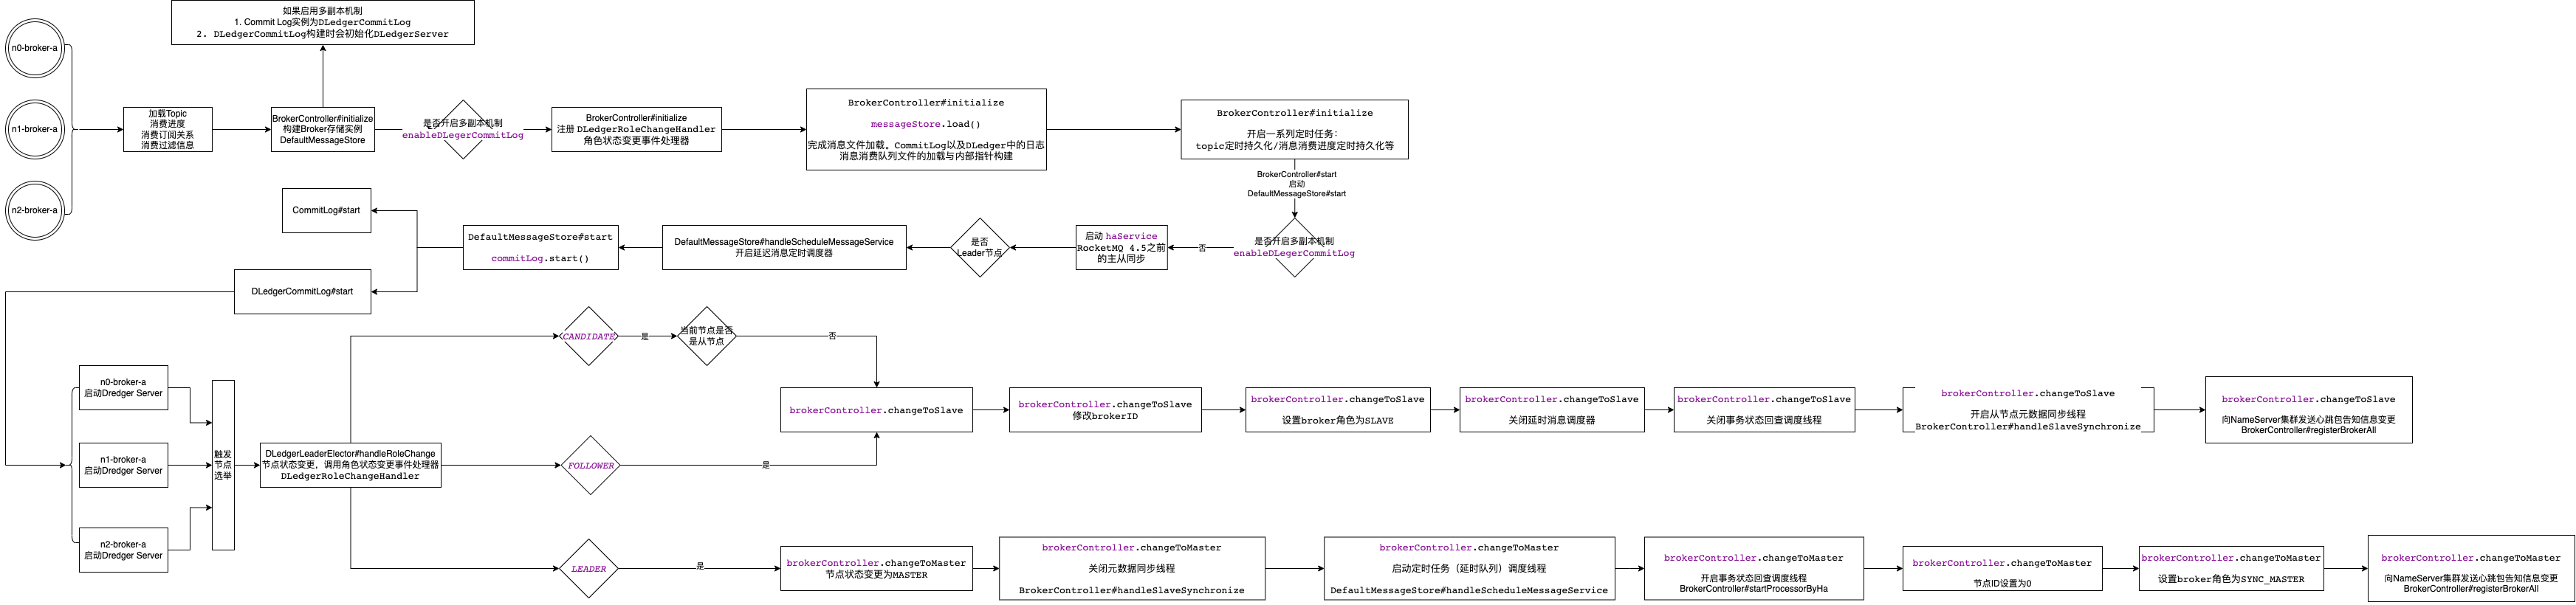 如果启用多副本机制
1. Commit Log实例为DLedgerCommitLog
2. DLedgerCommitLog构建时会初始化DLedgerServer
n0-broker-a
n1-broker-a
n2-broker-a
加载Topic
消费进度
消费订阅关系
消费过滤信息
BrokerController#initialize
构建Broker存储实例
DefaultMessageStore
是否开启多副本机制
enableDLegerCommitLog
BrokerController#initialize
注册 DLedgerRoleChangeHandler
角色状态变更事件处理器
BrokerController#initialize
messageStore.load()
完成消息文件加载，CommitLog以及DLedger中的日志
消息消费队列文件的加载与内部指针构建
BrokerController#initialize
开启一系列定时任务：
topic定时持久化/消息消费进度定时持久化等
BrokerController#start
启动
DefaultMessageStore#start
是否开启多副本机制
enableDLegerCommitLog
否
启动 haService
RocketMQ 4.5之前
的主从同步
是否
Leader节点
DefaultMessageStore#handleScheduleMessageService
开启延迟消息定时调度器
DefaultMessageStore#start
commitLog.start()
CommitLog#start
DLedgerCommitLog#start
n0-broker-a
启动Dredger Server
n1-broker-a
启动Dredger Server
n2-broker-a
启动Dredger Server
触发
节点
选举
DLedgerLeaderElector#handleRoleChange
节点状态变更，调用角色状态变更事件处理器
DLedgerRoleChangeHandler
CANDIDATE
是
当前节点是否
是从节点
否
FOLLOWER
是
brokerController.changeToSlave
brokerController.changeToSlave
修改brokerID
brokerController.changeToSlave
设置broker角色为SLAVE
brokerController.changeToSlave
关闭延时消息调度器
brokerController.changeToSlave
关闭事务状态回查调度线程
brokerController.changeToSlave
开启从节点元数据同步线程
BrokerController#handleSlaveSynchronize
brokerController.changeToSlave
向NameServer集群发送心跳包告知信息变更
BrokerController#registerBrokerAll
LEADER
是
brokerController.changeToMaster
节点状态变更为MASTER
brokerController.changeToMaster
关闭元数据同步线程
BrokerController#handleSlaveSynchronize
brokerController.changeToMaster
启动定时任务（延时队列）调度线程
DefaultMessageStore#handleScheduleMessageService
brokerController.changeToMaster
开启事务状态回查调度线程
BrokerController#startProcessorByHa
brokerController.changeToMaster
节点ID设置为0
brokerController.changeToMaster
设置broker角色为SYNC_MASTER
brokerController.changeToMaster
向NameServer集群发送心跳包告知信息变更
BrokerController#registerBrokerAll